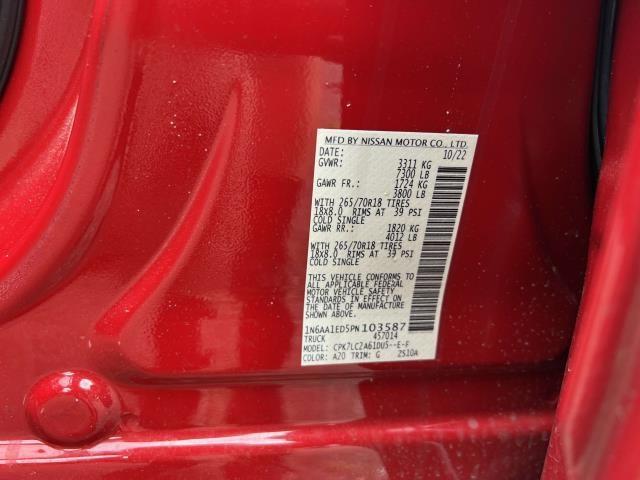 MFD BY NISSAN MOTOR CO., LTD.
DATE: 10/22
GVWR: 3311 KG
7300 LB
GAWR FR.: 1724 KG
3800 LB
WITH 265/70R18 TIRES
18x8.0 RIMS AT 39 PSI
COLD SINGLE
GAWR RR.: 1820 KG
4012 LB
WITH 265/70R18 TIRES
18x8.0 RIMS AT 39 PSI
COLD SINGLE
THIS VEHICLE CONFORMS TO
ALL APPLICABLE FEDERAL
MOTOR VEHICLE SAFETY
STANDARDS IN EFFECT ON
THE DATE OF MANUFACTURE
SHOWN ABOVE.
1N6AA1ED5PN103587
TRUCK 457014
MODEL: CPK7LC2A61DU5--E-F
COLOR: A20 TRIM: G 2S10A